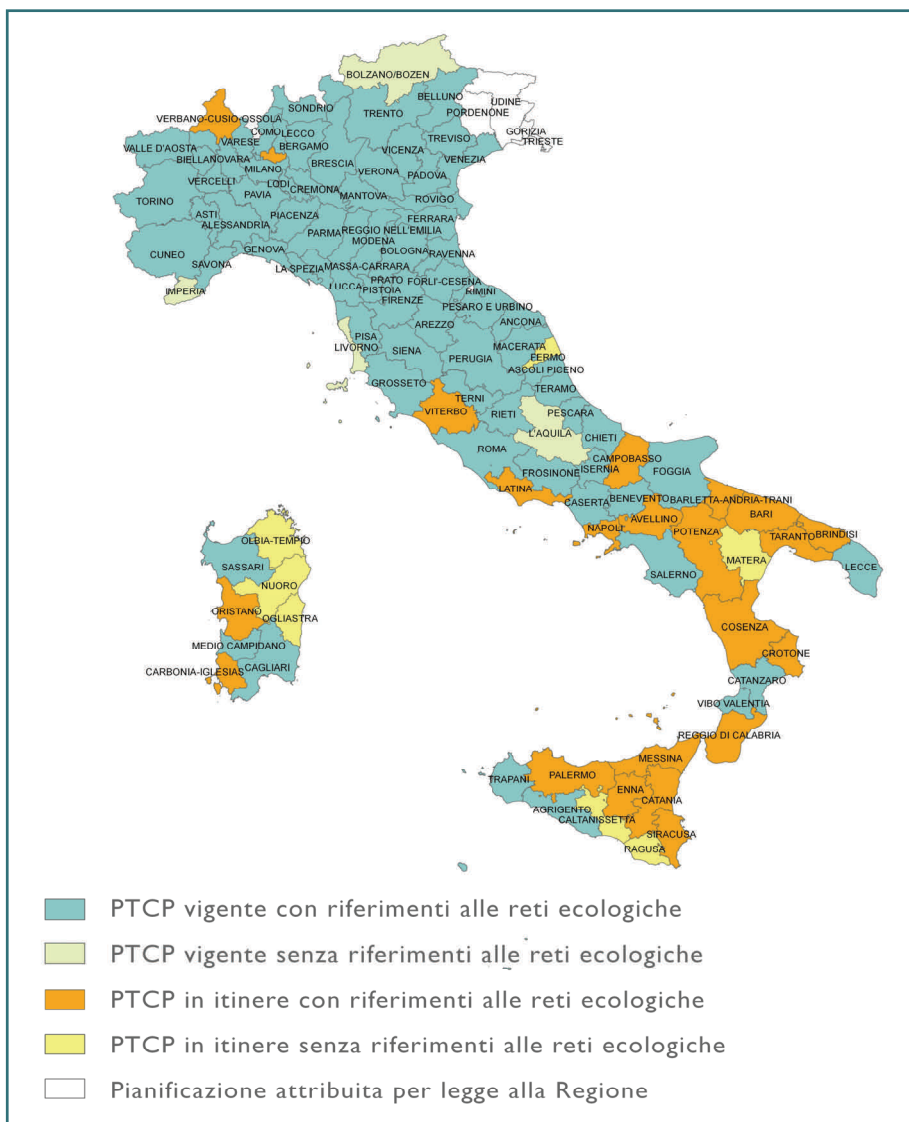 BOLZANO/BOZEN
BELLUNO
UDINE
PORDENONE
SONDRIO
TRENTO
VERBANO-CUSIO-OSSOLA
GORIZIA
TRIESTE
COMO
LECCO
VARESE
TREVISO
BERGAMO
VALLE D'AOSTA
VICENZA
BIELLA
NOVARA
VENEZIA
BRESCIA
MILANO
VERONA
PADOVA
VERCELLI
LODI
CREMONA
PAVIA
MANTOVA
ROVIGO
TORINO
ASTI
PIACENZA
FERRARA
ALESSANDRIA
PARMA
REGGIO NELL'EMILIA
MODENA
BOLOGNA
GENOVA
CUNEO
RAVENNA
SAVONA
LA SPEZIA
MASSA-CARRARA
FORLI'-CESENA
PRATO
LUCCA
PISTOIA
IMPERIA
RIMINI
FIRENZE
PESARO E URBINO
ANCONA
AREZZO
PISA
LIVORNO
MACERATA
SIENA
FERMO
PERUGIA
ASCOLI PICENO
GROSSETO
TERAMO
TERNI
VITERBO
RIETI
PESCARA
L'AQUILA
CHIETI
ROMA
CAMPOBASSO
FROSINONE
ISERNIA
FOGGIA
LATINA
CASERTA
BENEVENTO
BARLETTA-ANDRIA-TRANI
BARI
NAPOLI
AVELLINO
POTENZA
TARANTO
BRINDISI
OLBIA-TEMPIO
MATERA
SASSARI
SALERNO
LECCE
NUORO
ORISTANO
OGLIASTRA
COSENZA
MEDIO CAMPIDANO
CROTONE
CARBONIA-IGLESIAS
CAGLIARI
CATANZARO
VIBO VALENTIA
REGGIO DI CALABRIA
MESSINA
TRAPANI
PALERMO
ENNA
CATANIA
AGRIGENTO
CALTANISSETTA
SIRACUSA
RAGUSA
PTCP vigente con riferimenti alle reti ecologiche
PTCP vigente senza riferimenti alle reti ecologiche
PTCP in itinere con riferimenti alle reti ecologiche
PTCP in itinere senza riferimenti alle reti ecologiche
Pianificazione attribuita per legge alla Regione